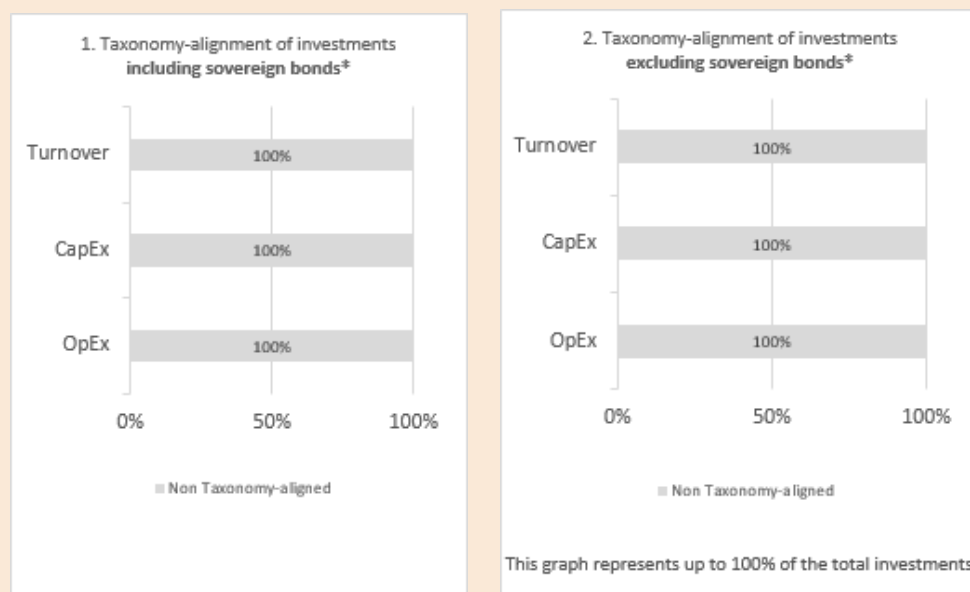 1. Taxonomy-alignment of investments
including sovereign bonds*
Turnover
100%
CapEx
100%
OpEx
100%
0%
50%
100%
Non Taxonomy-aligned
2. Taxonomy-alignment of investments
excluding sovereign bonds*
Turnover
100%
CapEx
100%
OpEx
100%
0%
50%
100%
Non Taxonomy-aligned
This graph represents up to 100% of the total investments